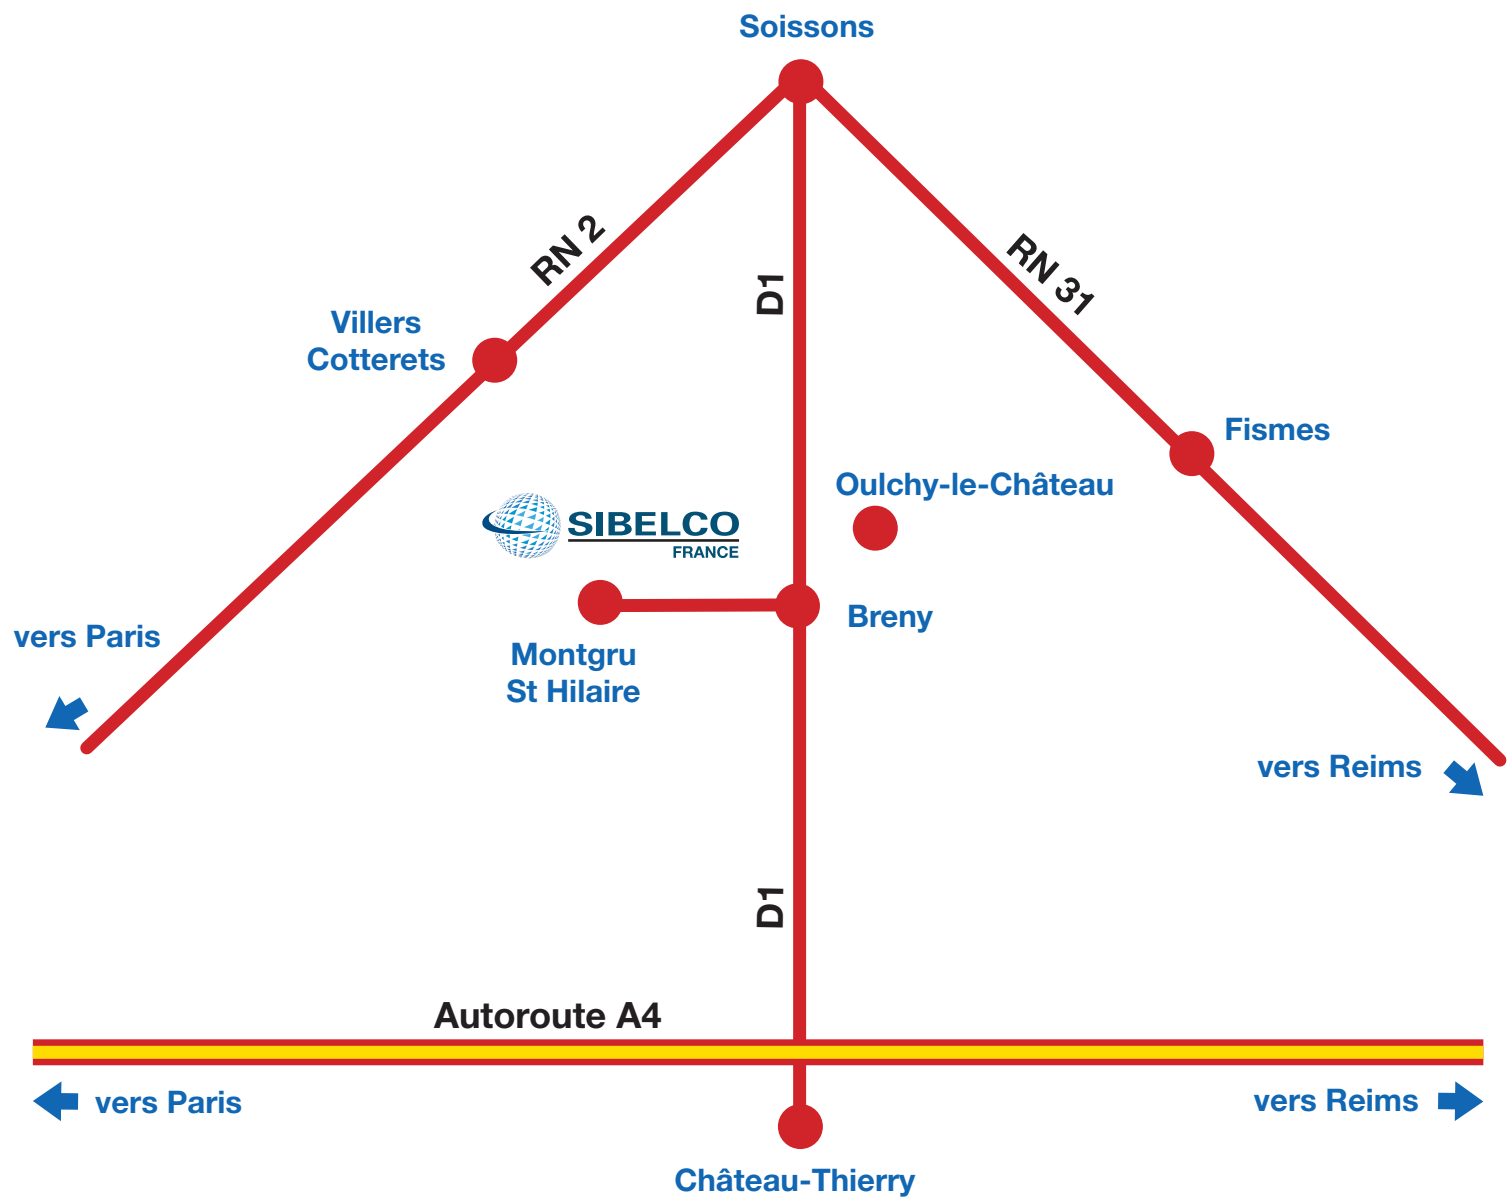 Soissons
RN 2
D1
RN 31
Villers
Cotterets
Fismes
Oulchy-le-Château
SIBELCO
FRANCE
Breny
vers Paris
Montgru
St Hilaire
vers Reims
D1
Autoroute A4
vers Paris
vers Reims
Château-Thierry